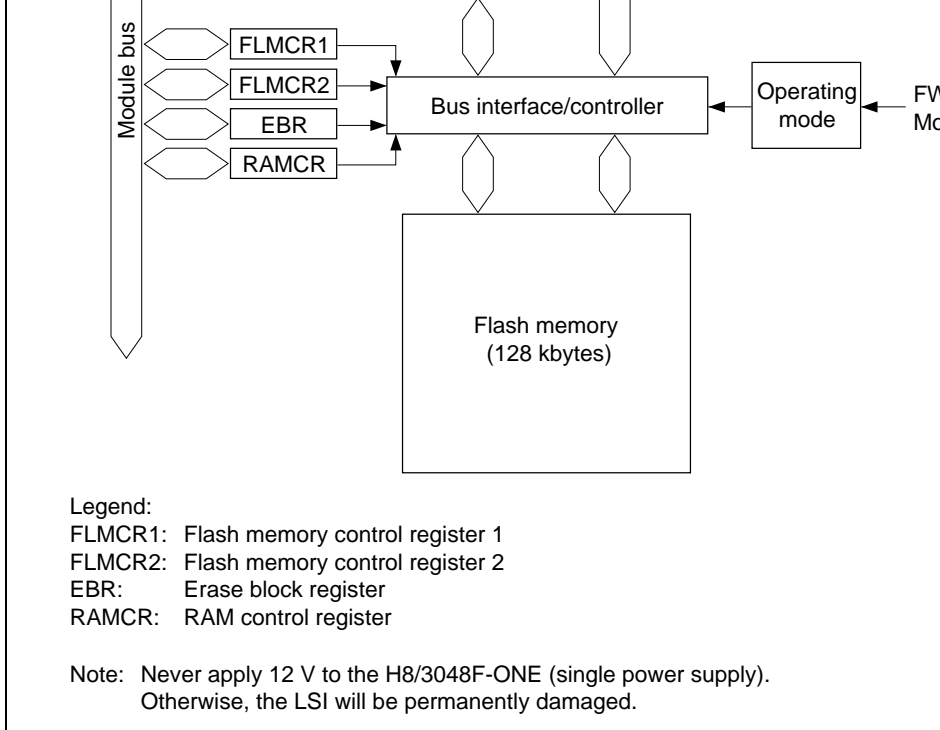 Module bus
FLMCR1
FLMCR2
EBR
RAMCR
Bus interface/controller
Operating
mode
Flash memory
(128 kbytes)
Legend:
FLMCR1: Flash memory control register 1
FLMCR2: Flash memory control register 2
EBR: Erase block register
RAMCR: RAM control register
Note: Never apply 12 V to the H8/3048F-ONE (single power supply).
Otherwise, the LSI will be permanently damaged.